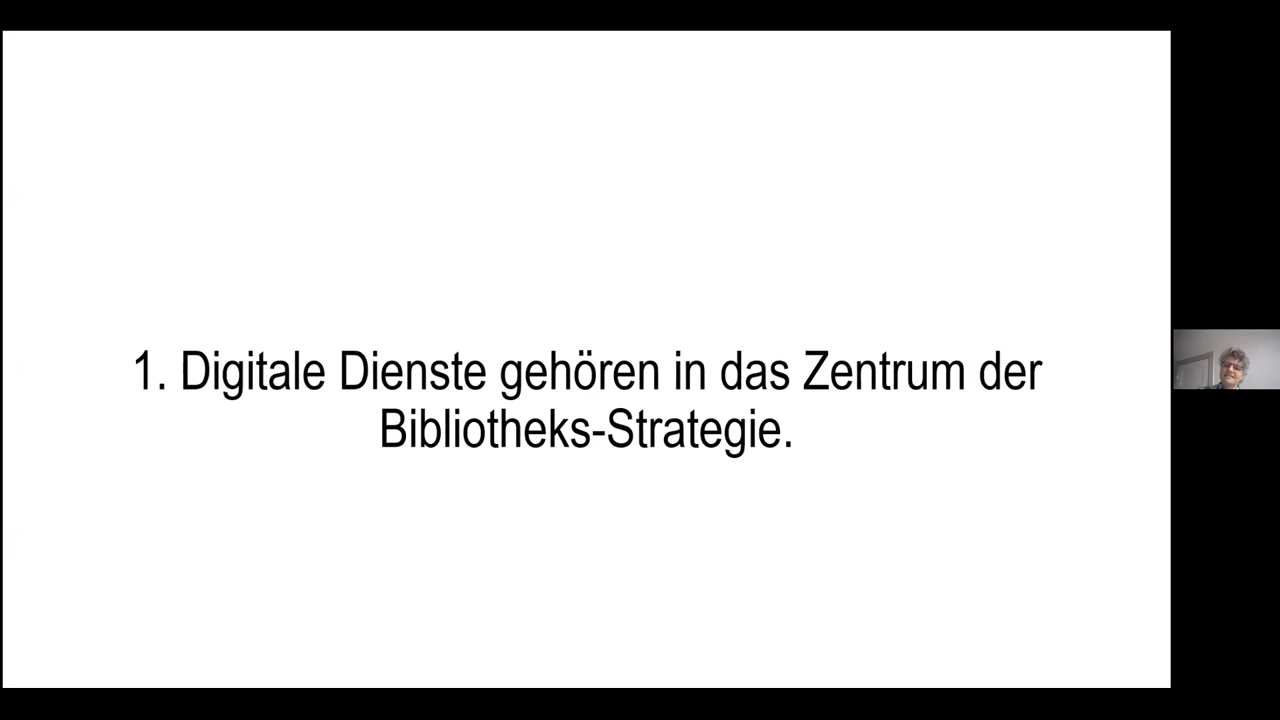 1. Digitale Dienste gehören in das Zentrum der
Bibliotheks-Strategie.